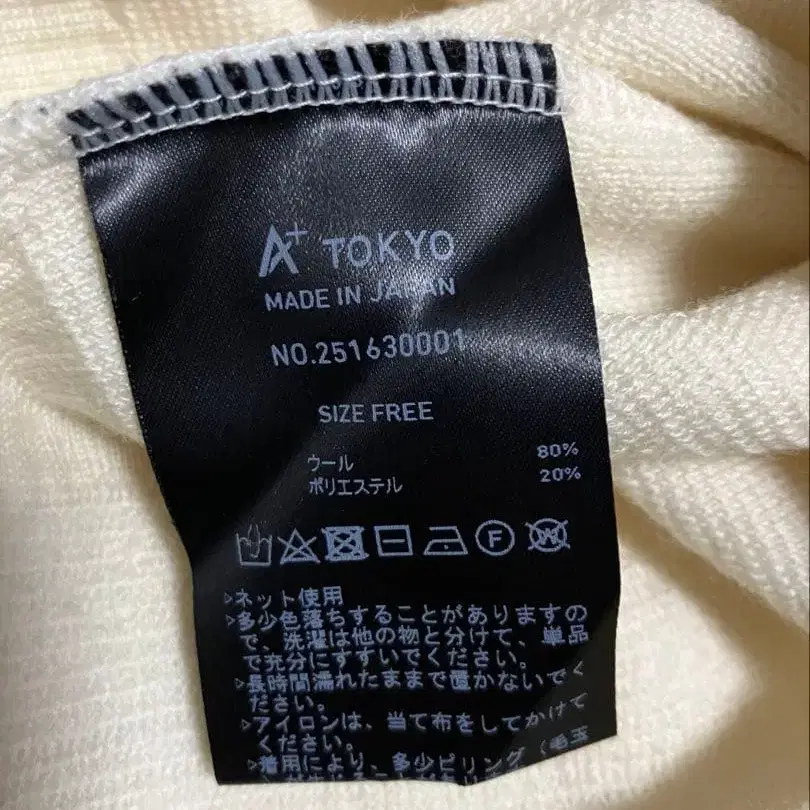 A+ TOKYO
MADE IN JAPAN
NO.251630001
SIZE FREE
ウール 80%
ポリエステル 20%
F W
▷ネット使用
▷多少色落ちすることがありますの
で、洗濯は他の物と分けて、単品
で充分にすすいでください。
▷長時間濡れたままで置かないでく
ださい。
▷アイロンは、当て布をしてかけて
ください。
▷着用により、多少ピリング（毛玉